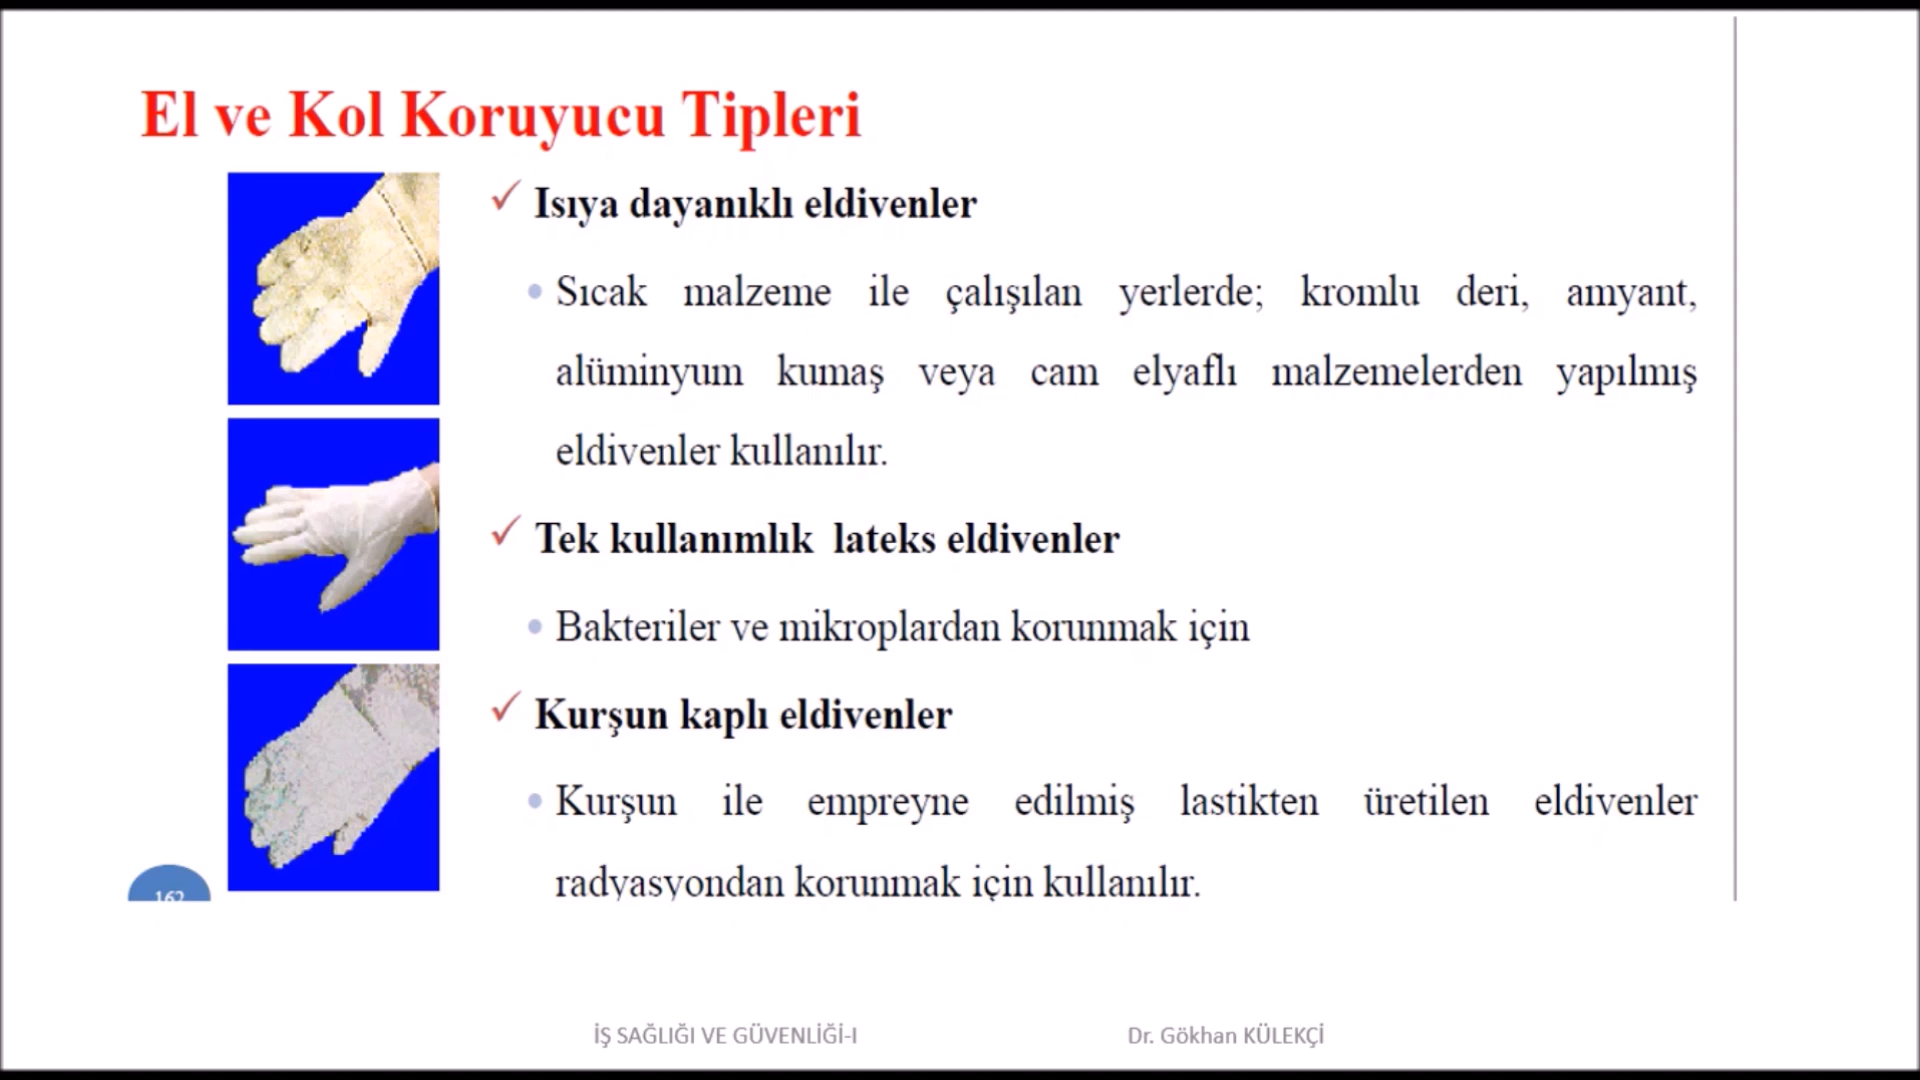 El ve Kol Koruyucu Tipleri
Isıya dayanıklı eldivenler
Sıcak malzeme ile çalışılan yerlerde; kromlu deri, amyant,
alüminyum kumaş veya cam elyaflı malzemelerden yapılmış
eldivenler kullanılır.
Tek kullanımlık lateks eldivenler
Bakteriler ve mikroplardan korunmak için
Kurşun kaplı eldivenler
Kurşun ile empreyne edilmiş lastikten üretilen eldivenler
radyasyondan korunmak için kullanılır.
162
İŞ SAĞLIĞI VE GÜVENLİĞİ-I
Dr. Gökhan KÜLEKÇİ